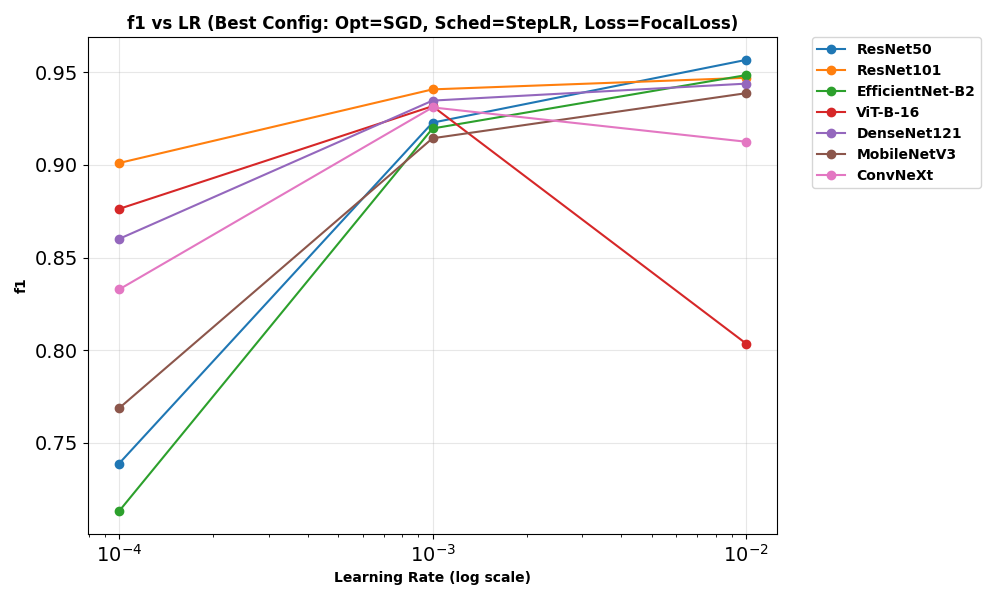 f1 vs LR (Best Config: Opt=SGD, Sched=StepLR, Loss=FocalLoss)
ResNet50
ResNet101
EfficientNet-B2
ViT-B-16
DenseNet121
MobileNetV3
ConvNeXt
0.95
0.90
0.85
0.80
0.75
f1
10⁻⁴ 10⁻³ 10⁻²
Learning Rate (log scale)